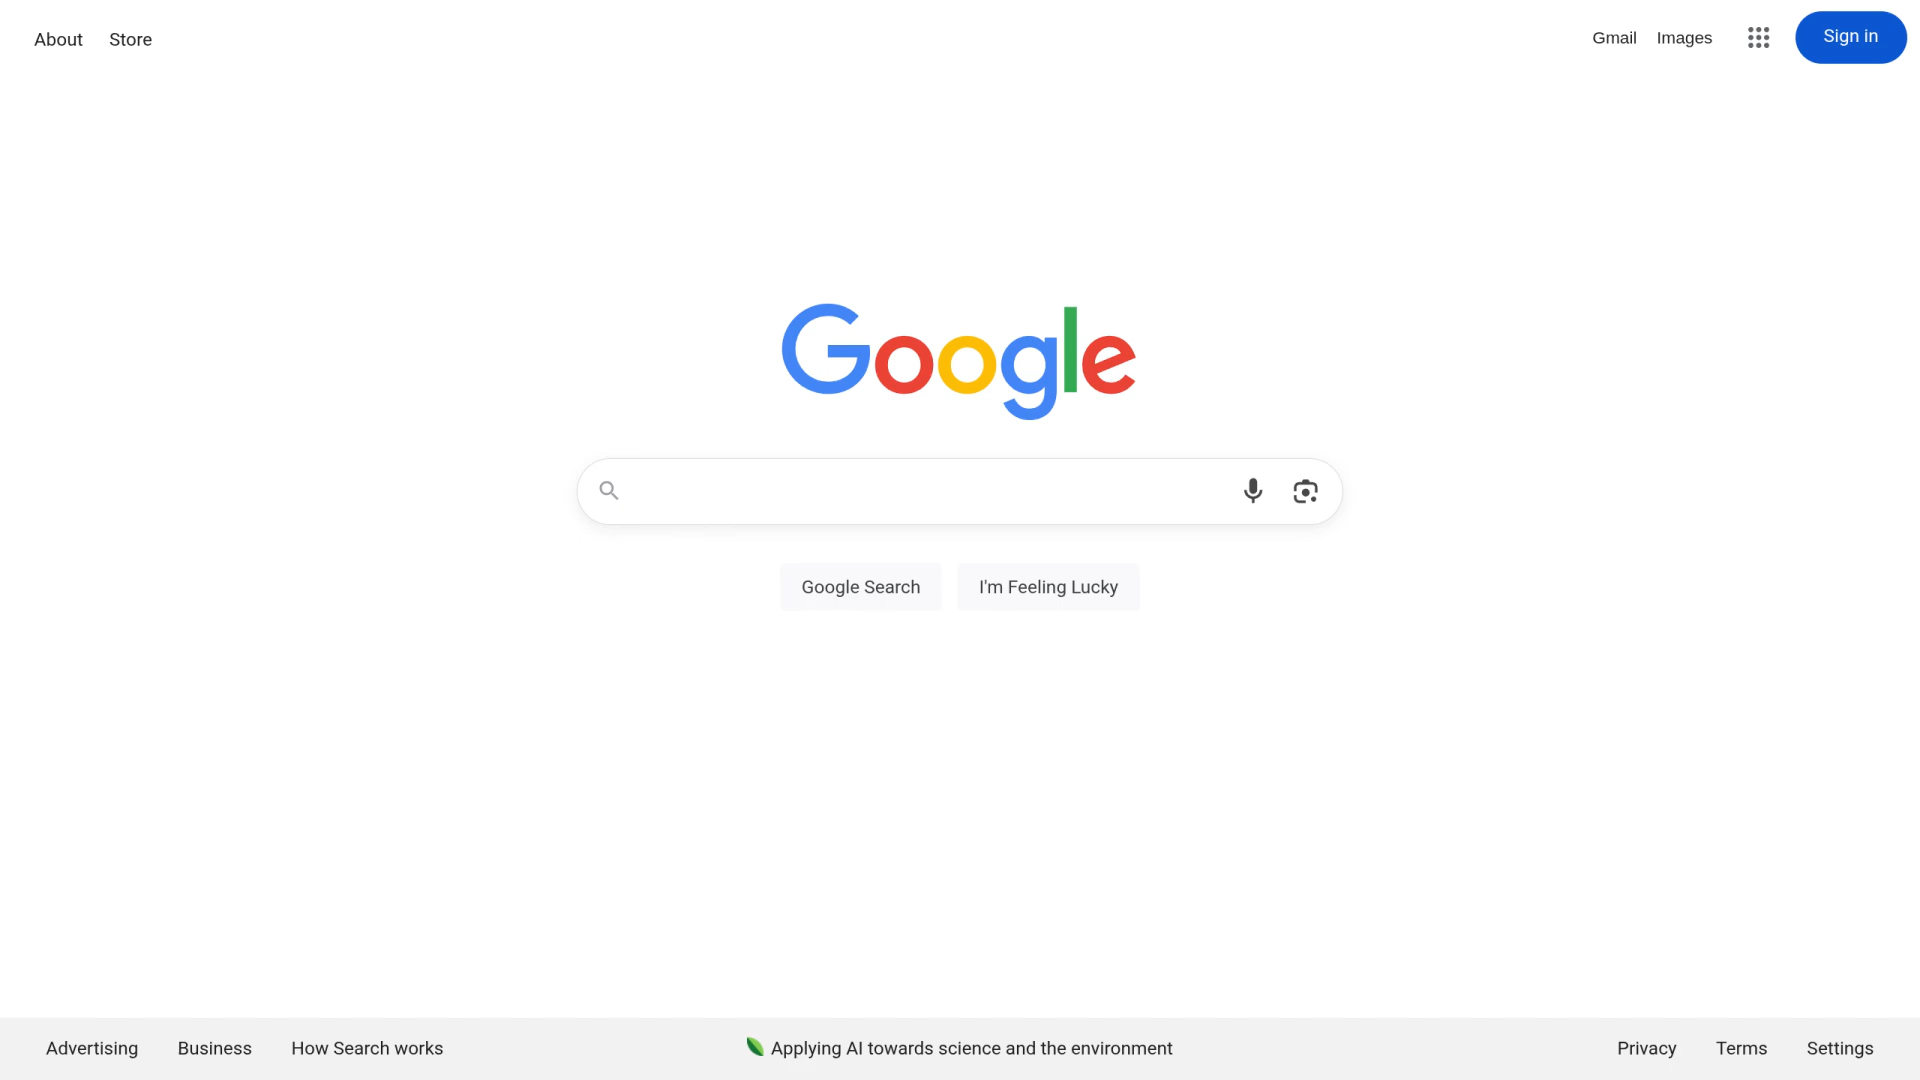 About Store
Gmail Images Sign in
Google
Google Search I'm Feeling Lucky
Advertising Business How Search works
Applying AI towards science and the environment
Privacy Terms Settings